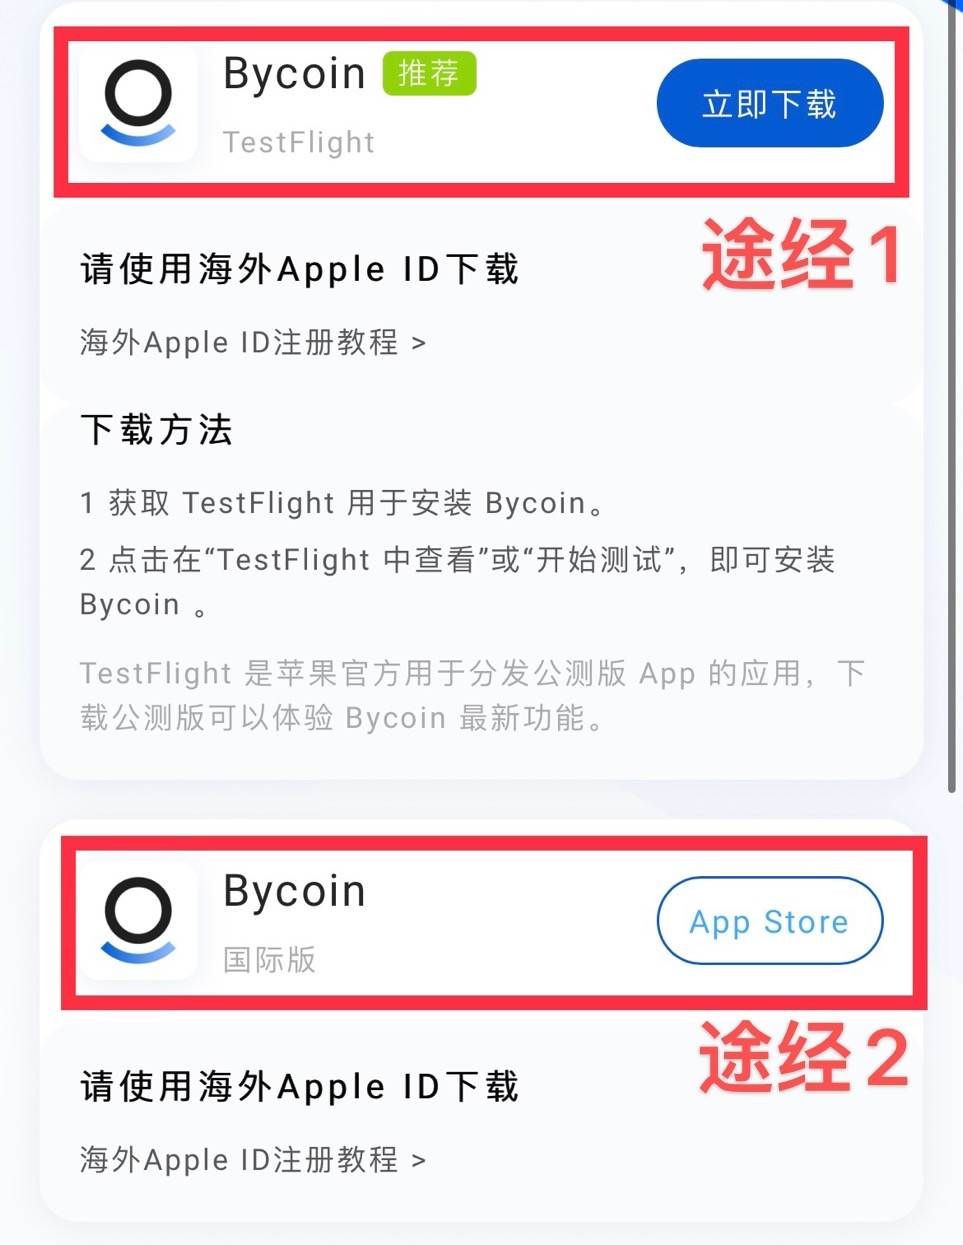 Bycoin 推荐
TestFlight
立即下载
途经1
请使用海外Apple ID下载
海外Apple ID注册教程 >
下载方法
1 获取 TestFlight 用于安装 Bycoin。
2 点击在“TestFlight 中查看”或“开始测试”，即可安装
Bycoin 。
TestFlight 是苹果官方用于分发公测版 App 的应用，下
载公测版可以体验 Bycoin 最新功能。
Bycoin
国际版
App Store
途经2
请使用海外Apple ID下载
海外Apple ID注册教程 >